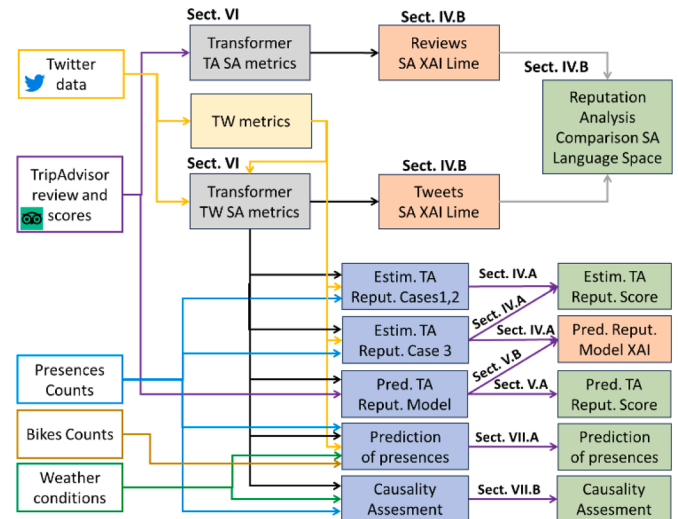 Sect. VI
Sect. IV.B
Twitter
data
Transformer
TA SA metrics
Reviews
SA XAI Lime
Sect. IV.B
TW metrics
Reputation
Analysis
Comparison SA
Language Space
Sect. VI
Sect. IV.B
TripAdvisor
review and
scores
Transformer
TW SA metrics
Tweets
SA XAI Lime
Estim. TA
Reput. Cases1,2
Sect. IV.A
Estim. TA
Reput. Score
Sect. IV.A
Estim. TA
Reput. Case 3
Sect. IV.A
Pred. Reput.
Model XAI
Sect. V.B
Presences
Counts
Pred. TA
Reput. Model
Sect. V.A
Pred. TA
Reput. Score
Bikes Counts
Prediction
of presences
Sect. VII.A
Prediction
of presences
Weather
conditions
Causality
Assesment
Sect. VII.B
Causality
Assesment